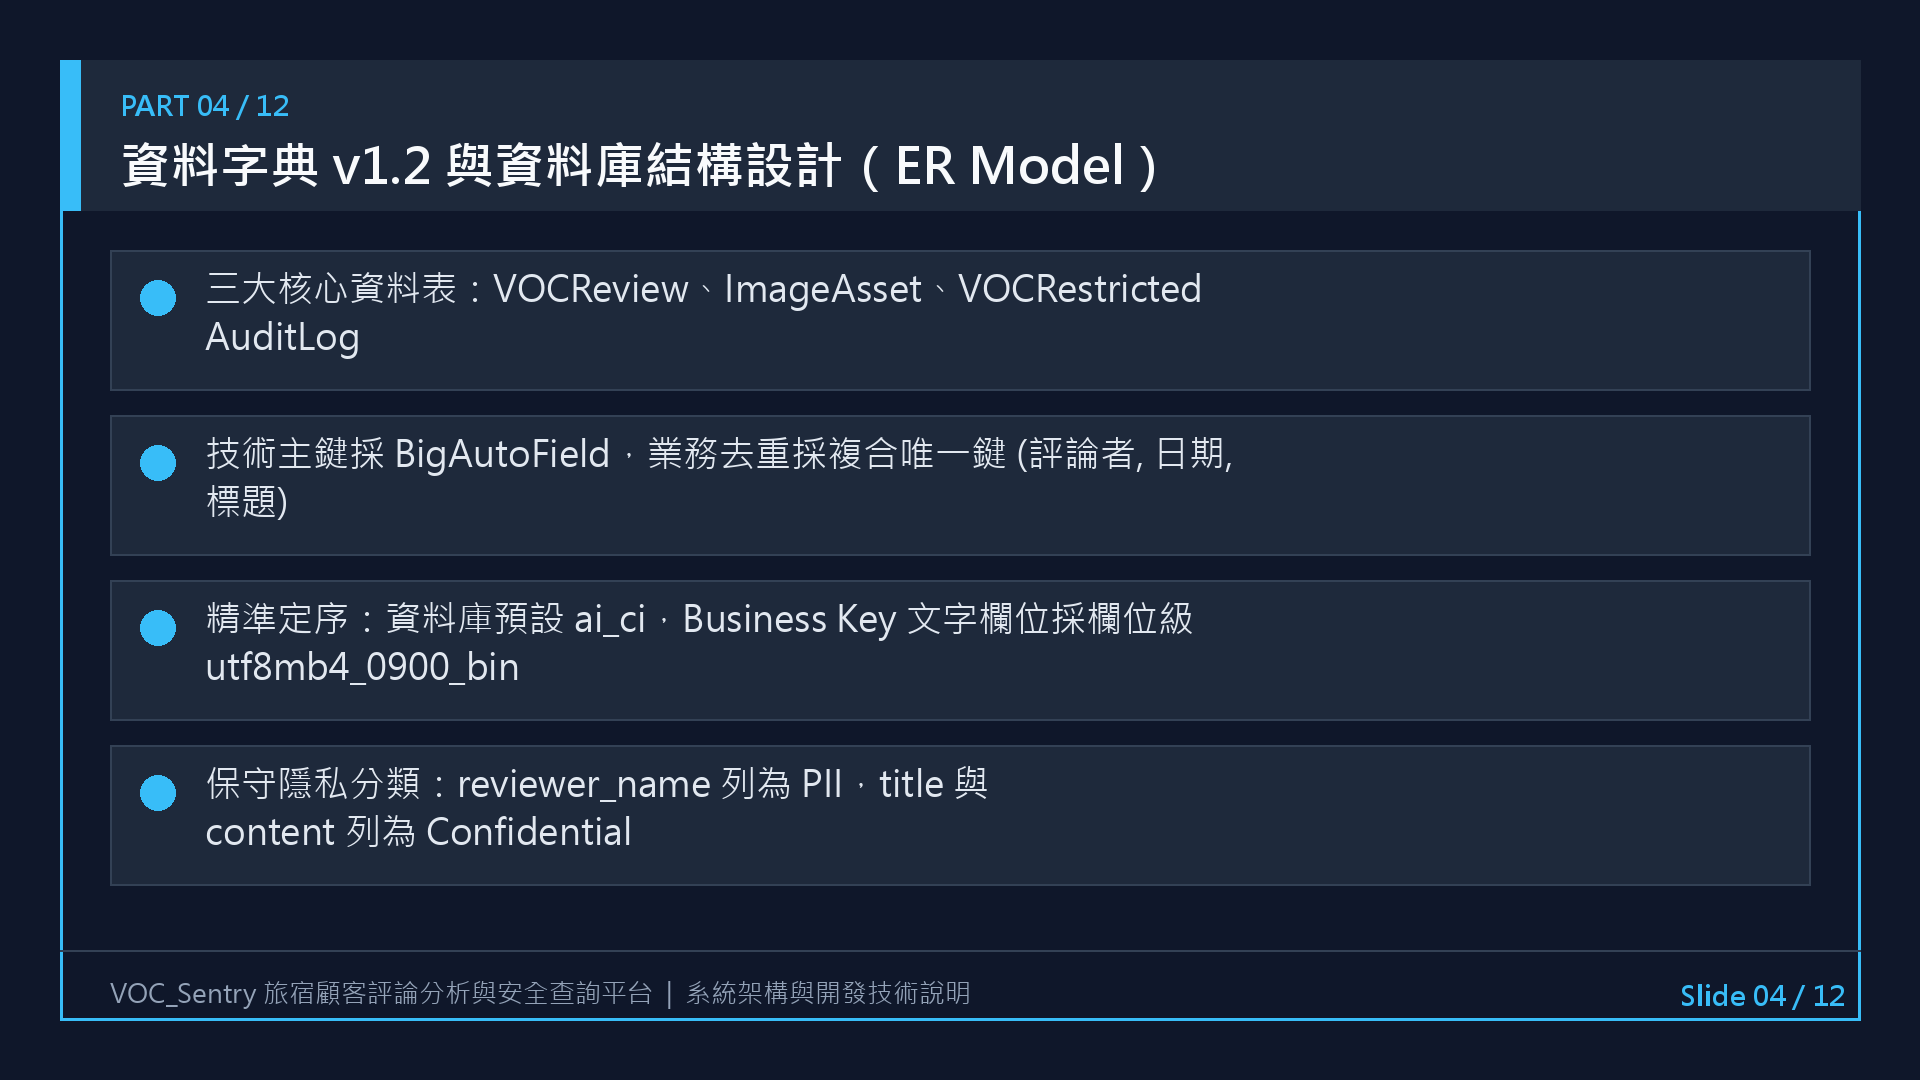 PART 04 / 12
資料字典 v1.2 與資料庫結構設計（ER Model）
三大核心資料表：VOCReview、ImageAsset、VOCRestricted
AuditLog
技術主鍵採 BigAutoField，業務去重採複合唯一鍵 (評論者, 日期,
標題)
精準定序：資料庫預設 ai_ci，Business Key 文字欄位採欄位級
utf8mb4_0900_bin
保守隱私分類：reviewer_name 列為 PII，title 與
content 列為 Confidential
VOC_Sentry 旅宿顧客評論分析與安全查詢平台 | 系統架構與開發技術說明
Slide 04 / 12